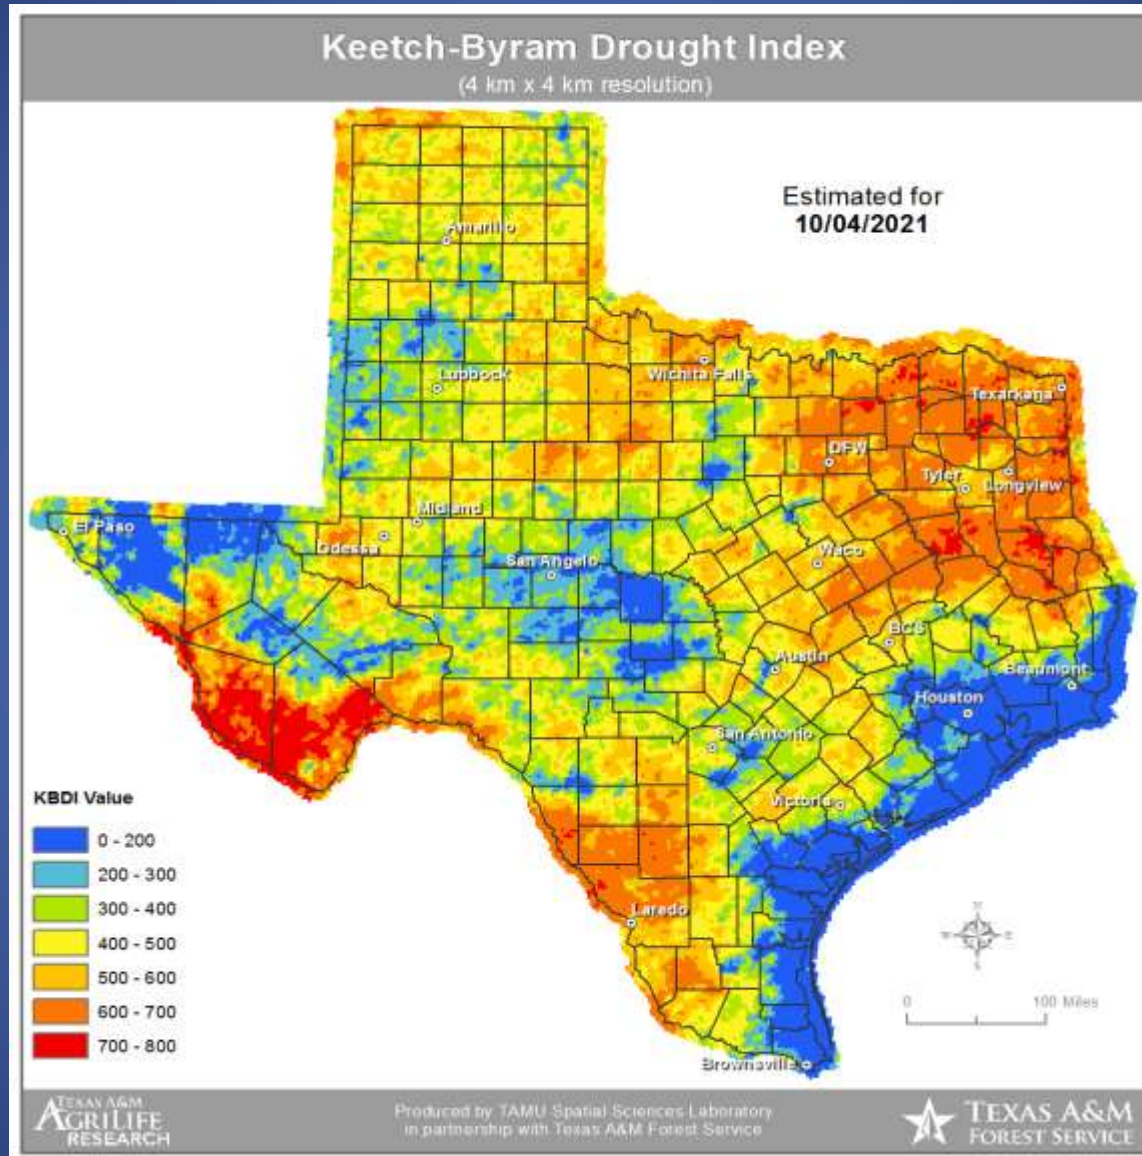 Keetch-Byram Drought Index
(4 km x 4 km resolution)
Estimated for
10/04/2021
Amarillo
Lubbock
Wichita Falls
Texarkana
DFW
Tyler
Longview
El Paso
Midland
Odessa
San Angelo
Waco
BCS
Austin
Beaumont
Houston
San Antonio
Victoria
Laredo
Brownsville
KBDI Value
0 - 200
200 - 300
300 - 400
400 - 500
500 - 600
600 - 700
700 - 800
N
W E
S
0 100 Miles
TEXAS A&M
AGRILIFE
RESEARCH
Produced by TAMU Spatial Sciences Laboratory
in partnership with Texas A&M Forest Service
TEXAS A&M
FOREST SERVICE